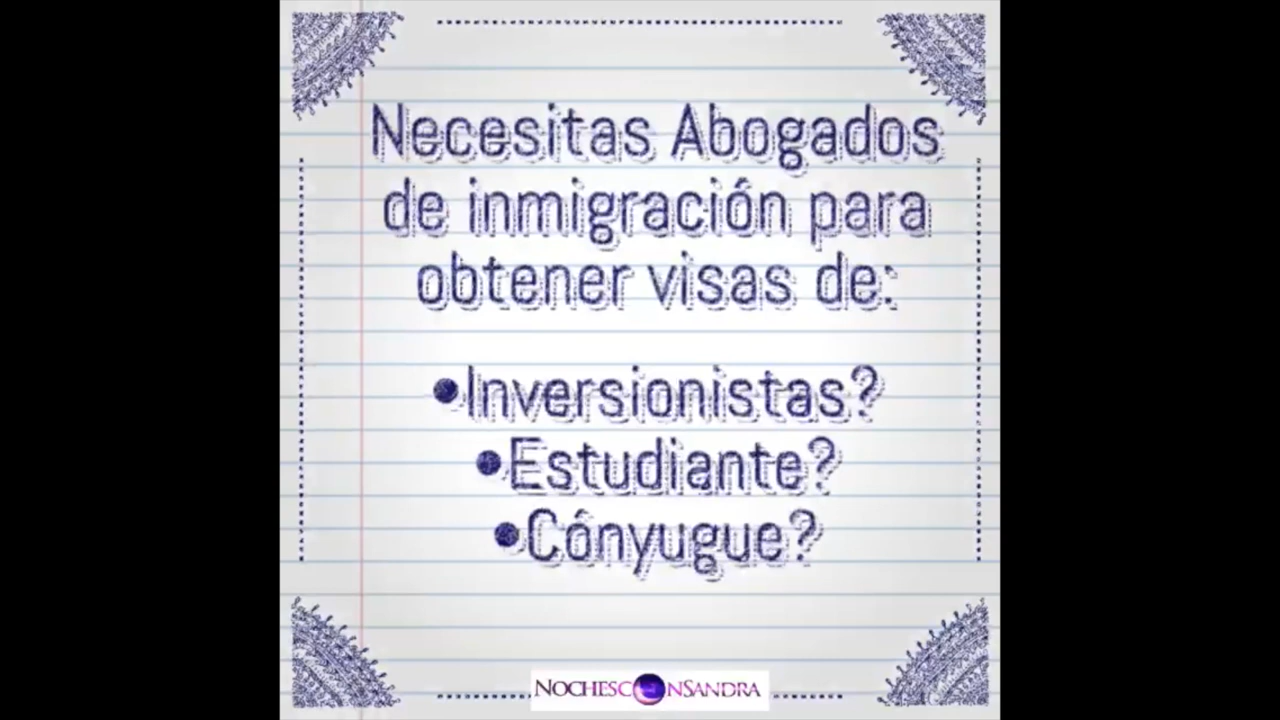 Necesitas Abogados
de inmigración para
obtener visas de:
•Inversionistas?
•Estudiante?
•Cónyugue?
NOCHESCONSANDRA